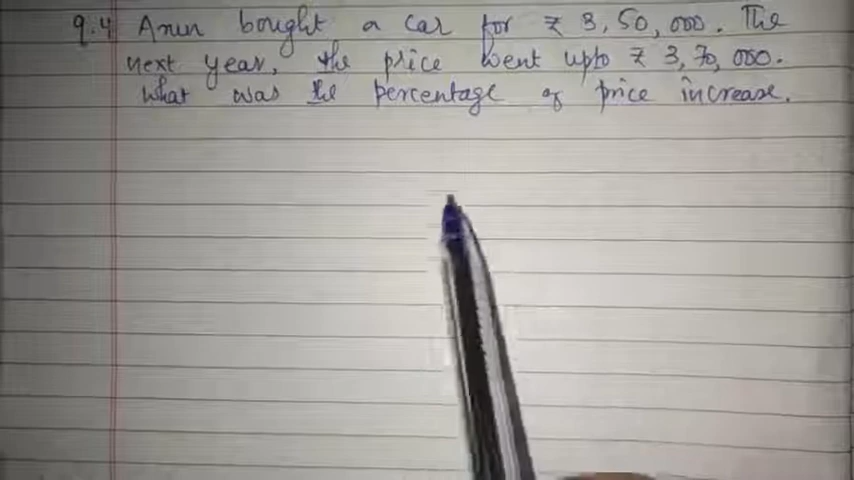 q.4 Arun bought a car for ₹ 3,50,000. The
next year, the price went upto ₹ 3,70,000.
what was the percentage of price increase.